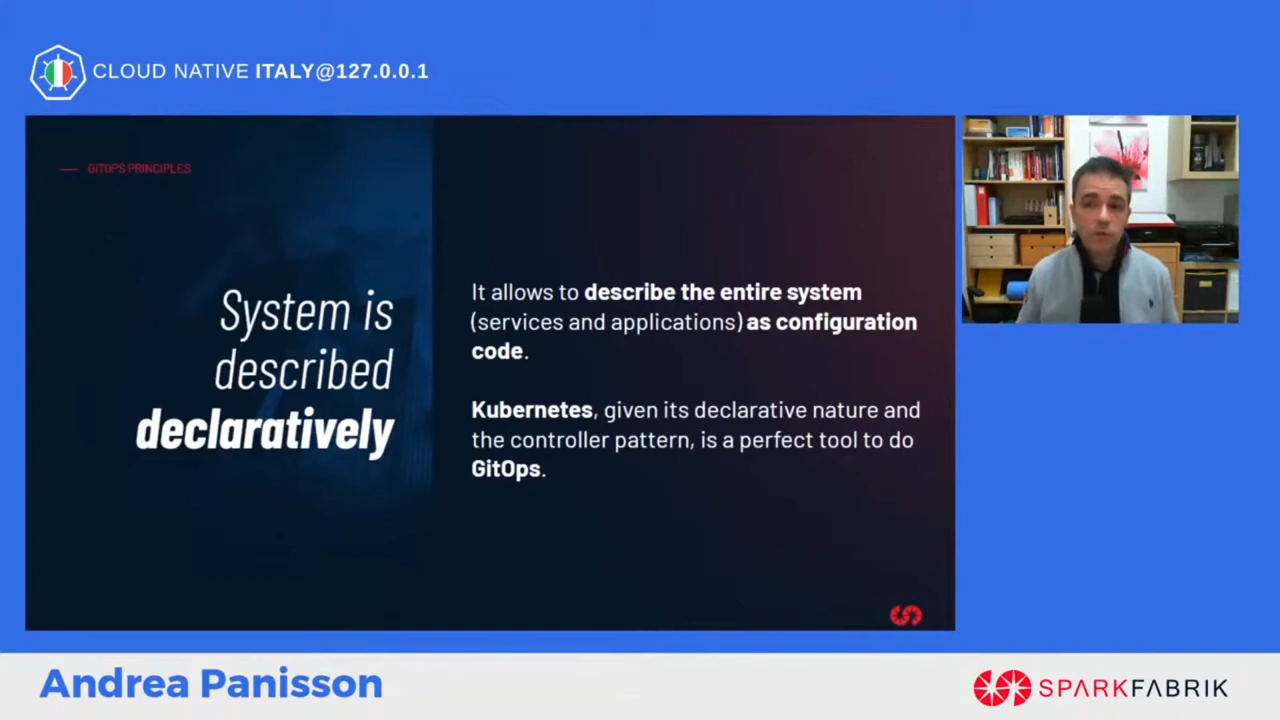 CLOUD NATIVE ITALY@127.0.0.1
GITOPS PRINCIPLES
System is
described
declaratively
It allows to describe the entire system
(services and applications) as configuration
code.
Kubernetes, given its declarative nature and
the controller pattern, is a perfect tool to do
GitOps.
Andrea Panisson
SPARKFABRIK